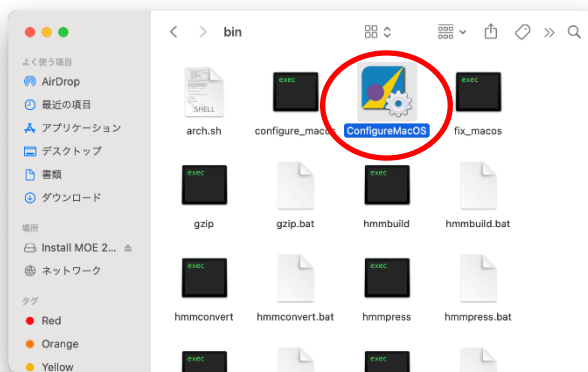 bin
よく使う項目
AirDrop
最近の項目
アプリケーション
デスクトップ
書類
ダウンロード
場所
Install MOE 2...
ネットワーク
タグ
Red
Orange
Yellow
SHELL
exec
exec
arch.sh
configure_macos
ConfigureMacOS
fix_macos
exec
exec
gzip
gzip.bat
hmmbuild
hmmbuild.bat
exec
exec
hmmconvert
hmmconvert.bat
hmmpress
hmmpress.bat
exec
exec